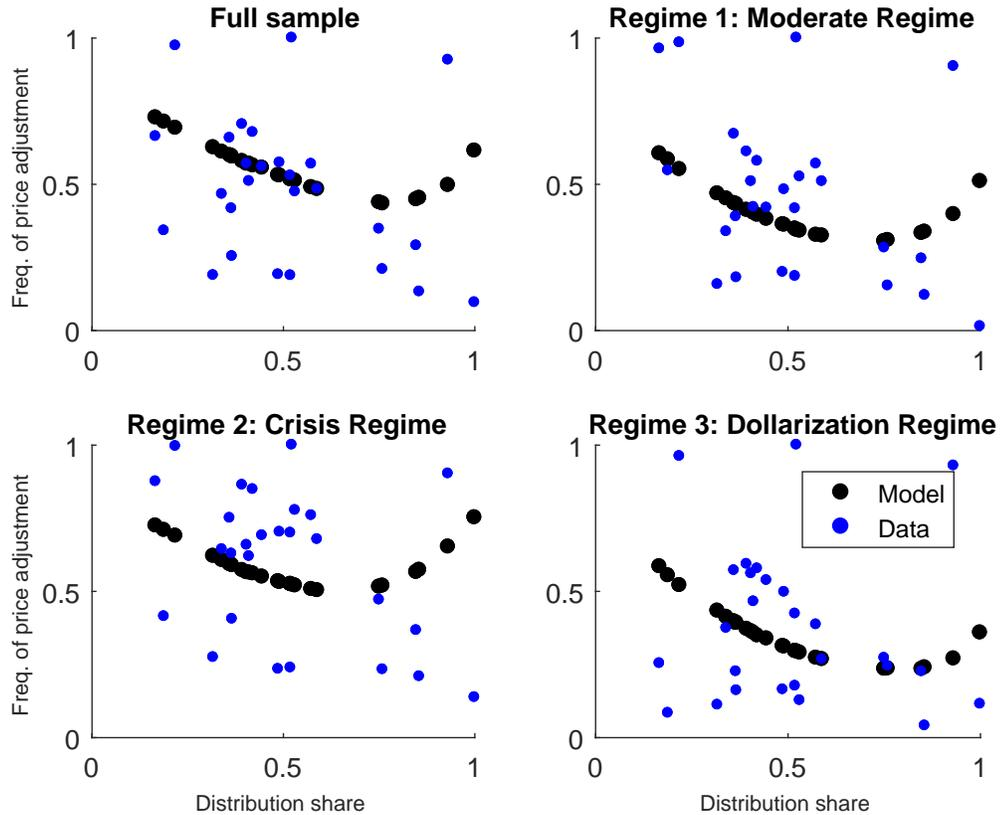 Full sample
Regime 1: Moderate Regime
Freq. of price adjustment
1
0.5
0
0
0.5
1
1
0.5
0
0
0.5
1
Regime 2: Crisis Regime
Regime 3: Dollarization Regime
Freq. of price adjustment
1
0.5
0
0
0.5
1
Distribution share
1
0.5
0
0
0.5
1
Distribution share
Model
Data